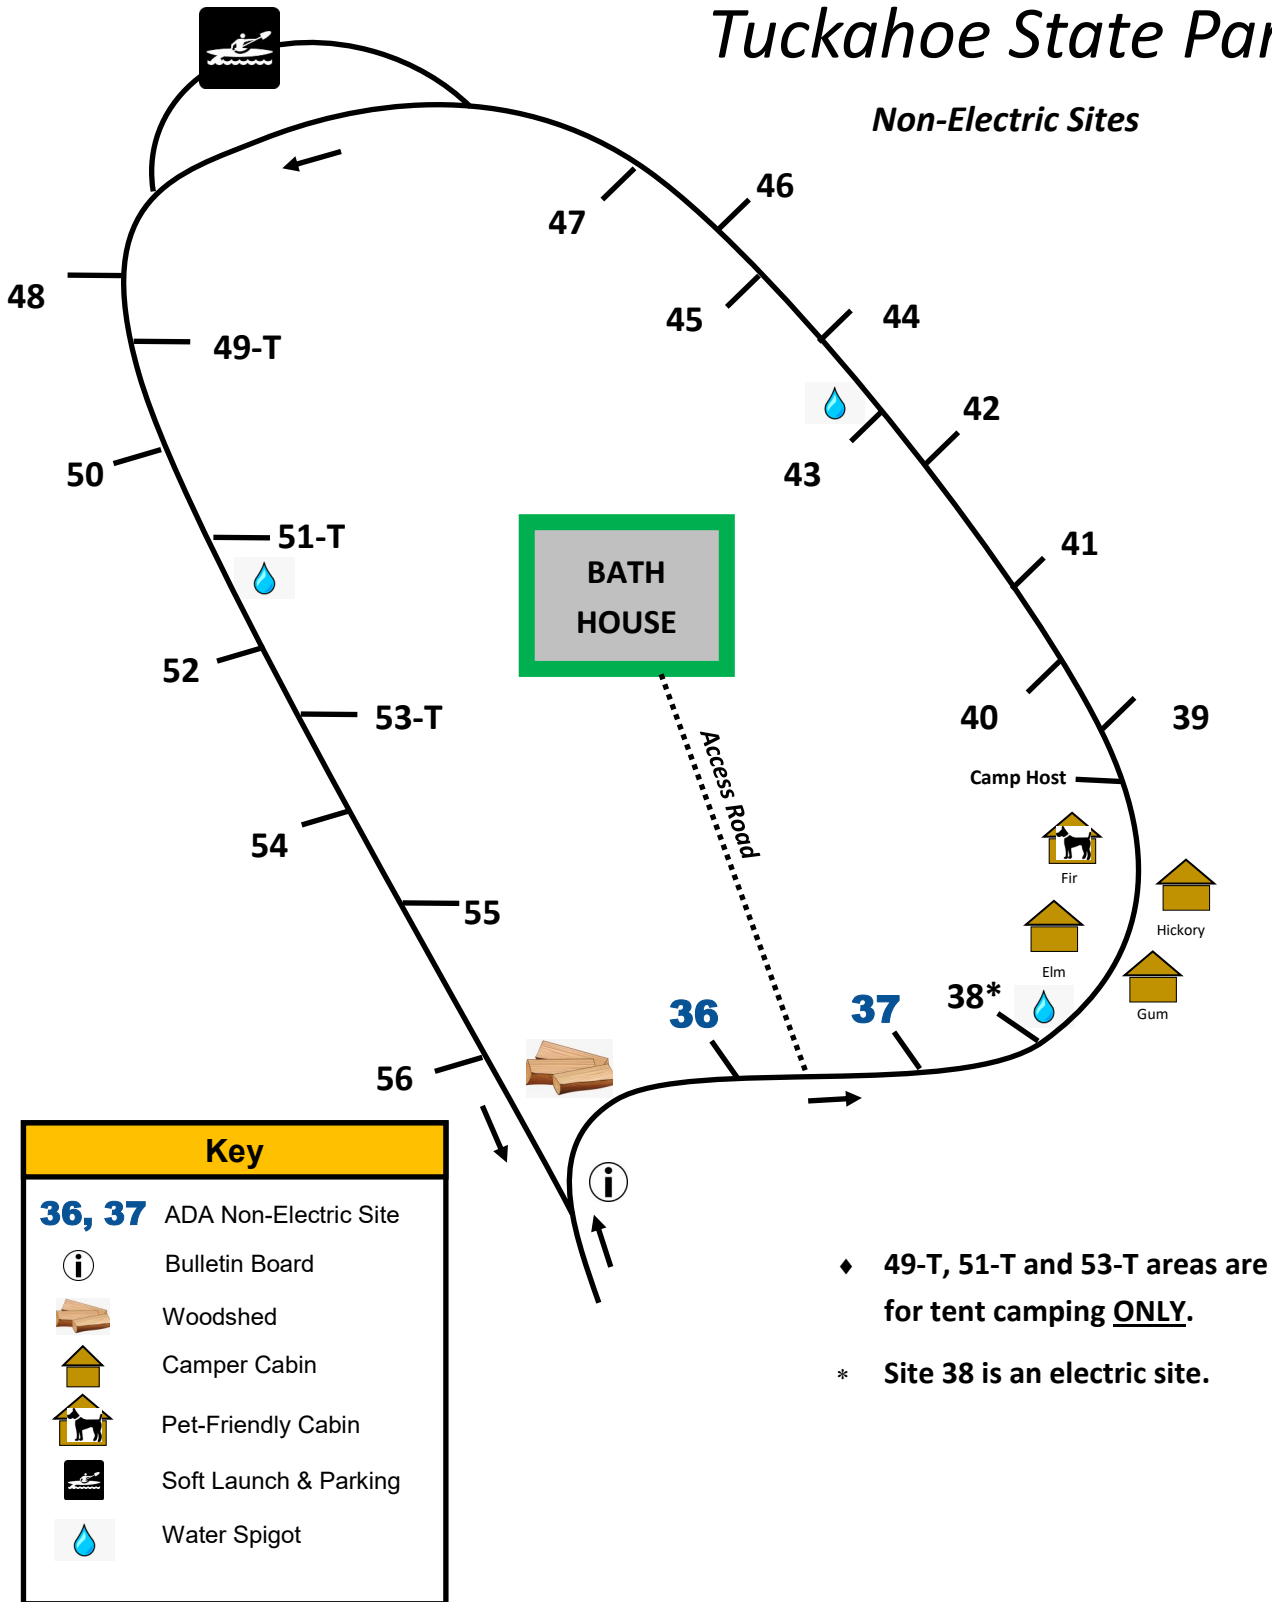 Tuckahoe State Par
Non-Electric Sites
46
47
48
45
44
49-T
42
50
43
51-T
41
BATH
HOUSE
52
53-T
40
39
Access Road
Camp Host
54
Fir
55
Hickory
Elm
36
37
38*
Gum
56
Key
36, 37 ADA Non-Electric Site
Bulletin Board
Woodshed
Camper Cabin
Pet-Friendly Cabin
Soft Launch & Parking
Water Spigot
♦ 49-T, 51-T and 53-T areas are
for tent camping ONLY.
* Site 38 is an electric site.